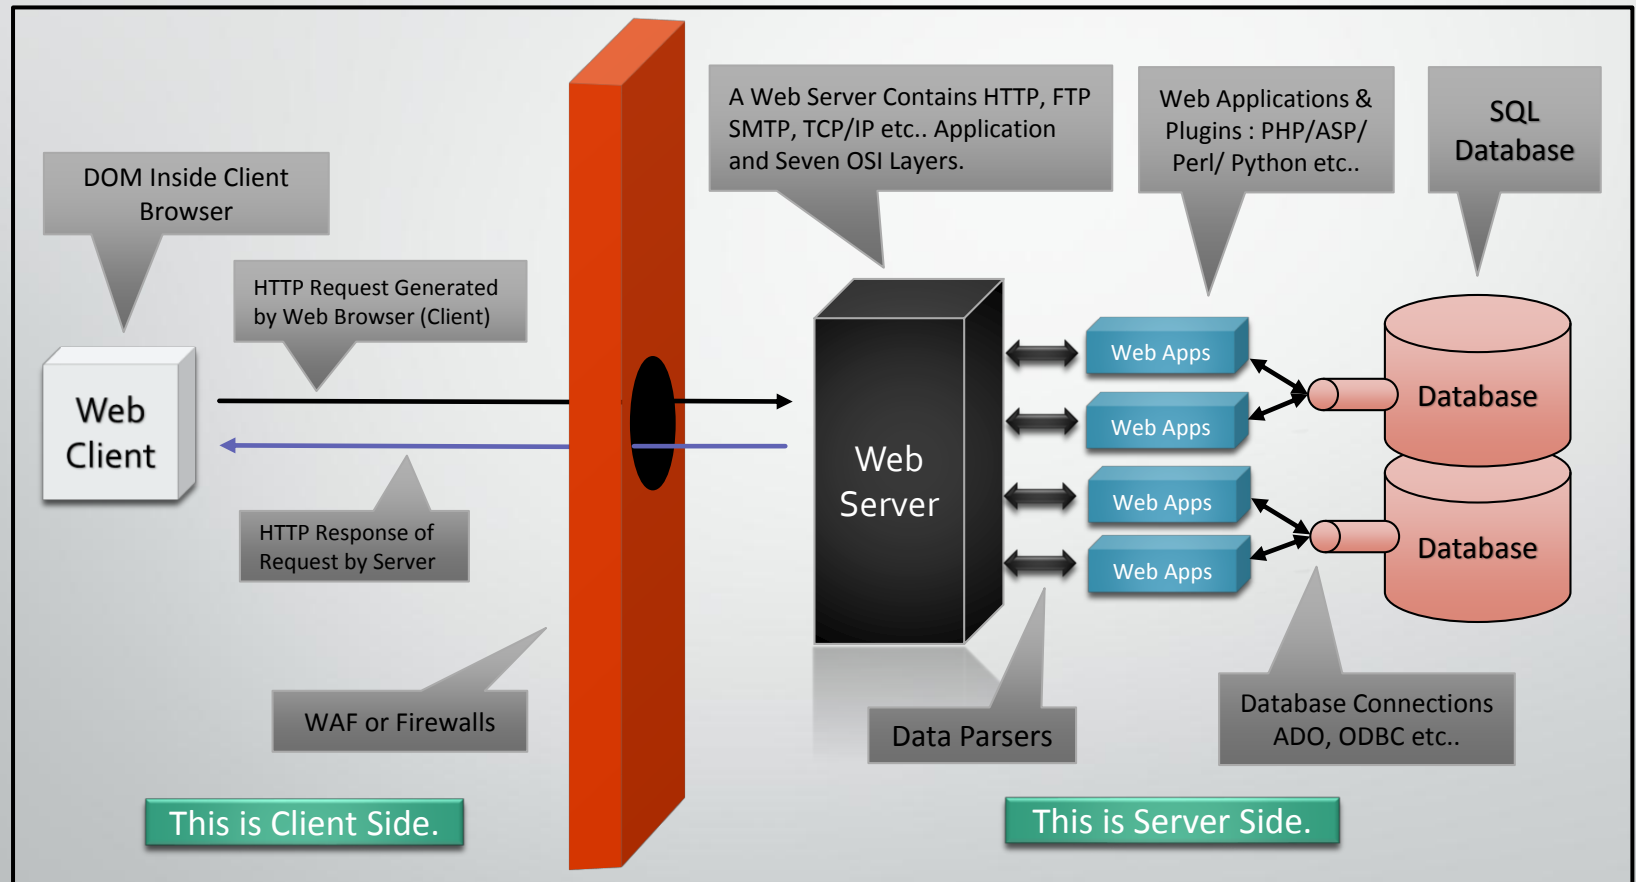 A Web Server Contains HTTP, FTP
SMTP, TCP/IP etc.. Application
and Seven OSI Layers.
Web Applications &
Plugins : PHP/ASP/
Perl/ Python etc..
SQL
Database
DOM Inside Client
Browser
HTTP Request Generated
by Web Browser (Client)
Web
Client
HTTP Response of
Request by Server
WAF or Firewalls
Web
Server
Web Apps
Web Apps
Web Apps
Web Apps
Database
Database
Data Parsers
Database Connections
ADO, ODBC etc..
This is Client Side.
This is Server Side.